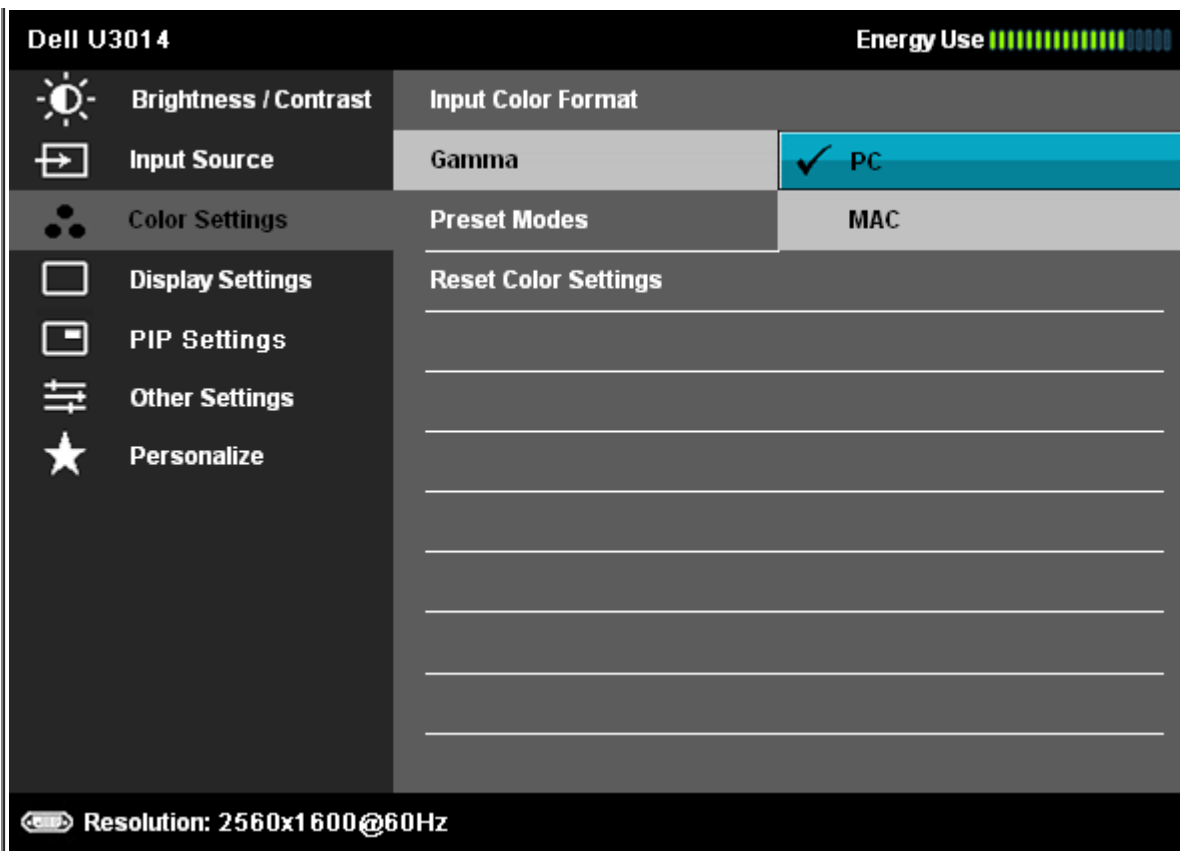 Dell U3014 Energy Use
Brightness / Contrast Input Color Format
Input Source Gamma PC
Color Settings Preset Modes MAC
Display Settings Reset Color Settings
PIP Settings
Other Settings
Personalize
Resolution: 2560x1600@60Hz